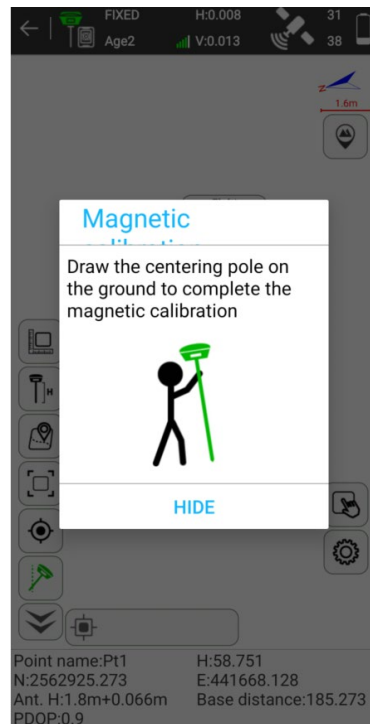 FIXED H:0.008 31
Age2 V:0.013 38
z
1.6m
Magnetic
calibration
Draw the centering pole on
the ground to complete the
magnetic calibration
H
HIDE
Point name:Pt1 H:58.751
N:2562925.273 E:441668.128
Ant. H:1.8m+0.066m Base distance:185.273
PDOP:0.9